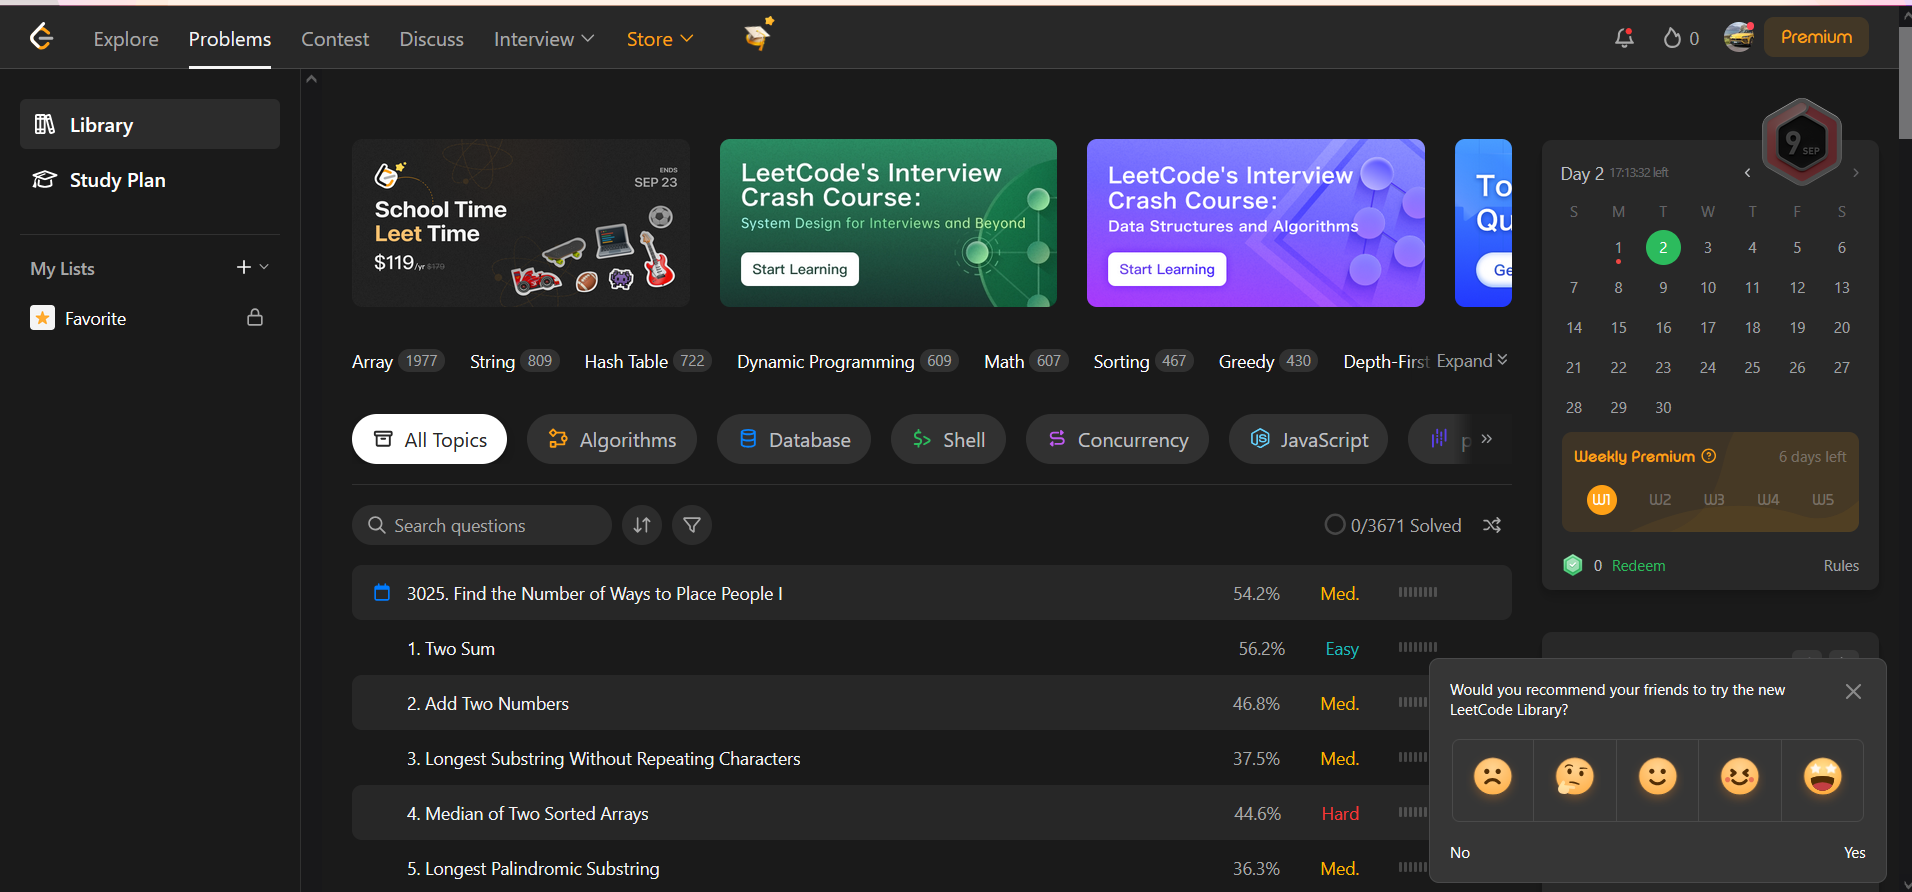 Explore Problems Contest Discuss Interview Store 0 Premium
Library
Study Plan
My Lists
Favorite
ENDS
SEP 23
School Time
Leet Time
$119/yr $179
LeetCode's Interview
Crash Course:
System Design for Interviews and Beyond
Start Learning
LeetCode's Interview
Crash Course:
Data Structures and Algorithms
Start Learning
To
Qu
Ge
Array 1977 String 809 Hash Table 722 Dynamic Programming 609 Math 607 Sorting 467 Greedy 430 Depth-First Expand
All Topics Algorithms Database Shell Concurrency JavaScript p
Search questions 0/3671 Solved
3025. Find the Number of Ways to Place People I 54.2% Med.
1. Two Sum 56.2% Easy
2. Add Two Numbers 46.8% Med.
3. Longest Substring Without Repeating Characters 37.5% Med.
4. Median of Two Sorted Arrays 44.6% Hard
5. Longest Palindromic Substring 36.3% Med.
9 SEP
Day 2 17:13:32 left
S M T W T F S
1 2 3 4 5 6
7 8 9 10 11 12 13
14 15 16 17 18 19 20
21 22 23 24 25 26 27
28 29 30
Weekly Premium 6 days left
W1 W2 W3 W4 W5
0 Redeem Rules
Would you recommend your friends to try the new
LeetCode Library?
No Yes